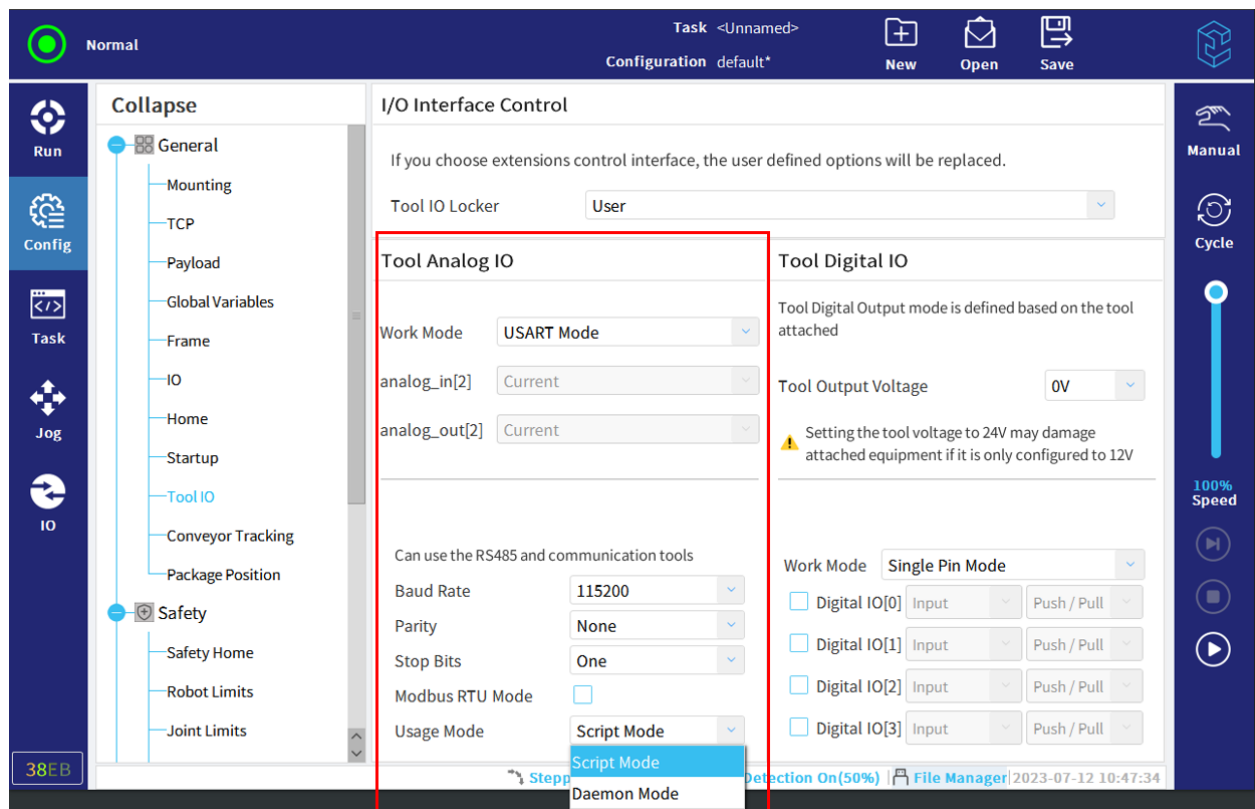 Normal
Task <Unnamed>
Configuration default*
New
Open
Save
Run
Config
Task
Jog
IO
38EB
Collapse
General
Mounting
TCP
Payload
Global Variables
Frame
IO
Home
Startup
Tool IO
Conveyor Tracking
Package Position
Safety
Safety Home
Robot Limits
Joint Limits
I/O Interface Control
If you choose extensions control interface, the user defined options will be replaced.
Tool IO Locker User
Tool Analog IO
Work Mode USART Mode
analog_in[2] Current
analog_out[2] Current
Can use the RS485 and communication tools
Baud Rate 115200
Parity None
Stop Bits One
Modbus RTU Mode
Usage Mode Script Mode
Script Mode
Daemon Mode
Tool Digital IO
Tool Digital Output mode is defined based on the tool
attached
Tool Output Voltage 0V
Setting the tool voltage to 24V may damage
attached equipment if it is only configured to 12V
Work Mode Single Pin Mode
Digital IO[0] Input Push / Pull
Digital IO[1] Input Push / Pull
Digital IO[2] Input Push / Pull
Digital IO[3] Input Push / Pull
Detection On(50%) File Manager 2023-07-12 10:47:34
Manual
Cycle
100%
Speed